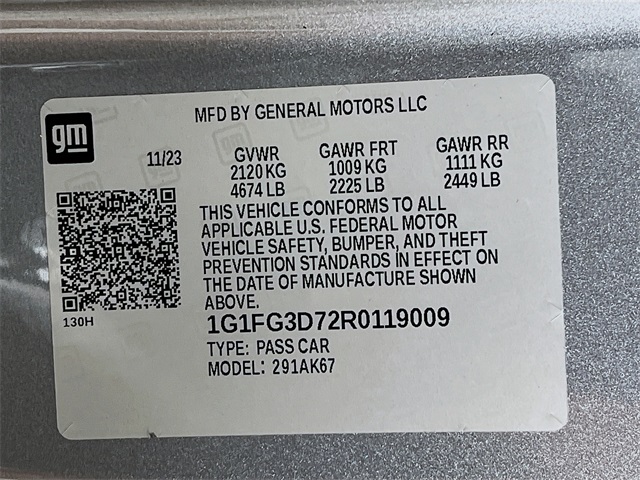 MFD BY GENERAL MOTORS LLC
gm
11/23
GVWR GAWR FRT GAWR RR
2120 KG 1009 KG 1111 KG
4674 LB 2225 LB 2449 LB
THIS VEHICLE CONFORMS TO ALL
APPLICABLE U.S. FEDERAL MOTOR
VEHICLE SAFETY, BUMPER, AND THEFT
PREVENTION STANDARDS IN EFFECT ON
THE DATE OF MANUFACTURE SHOWN
ABOVE.
130H
1G1FG3D72R0119009
TYPE: PASS CAR
MODEL: 291AK67